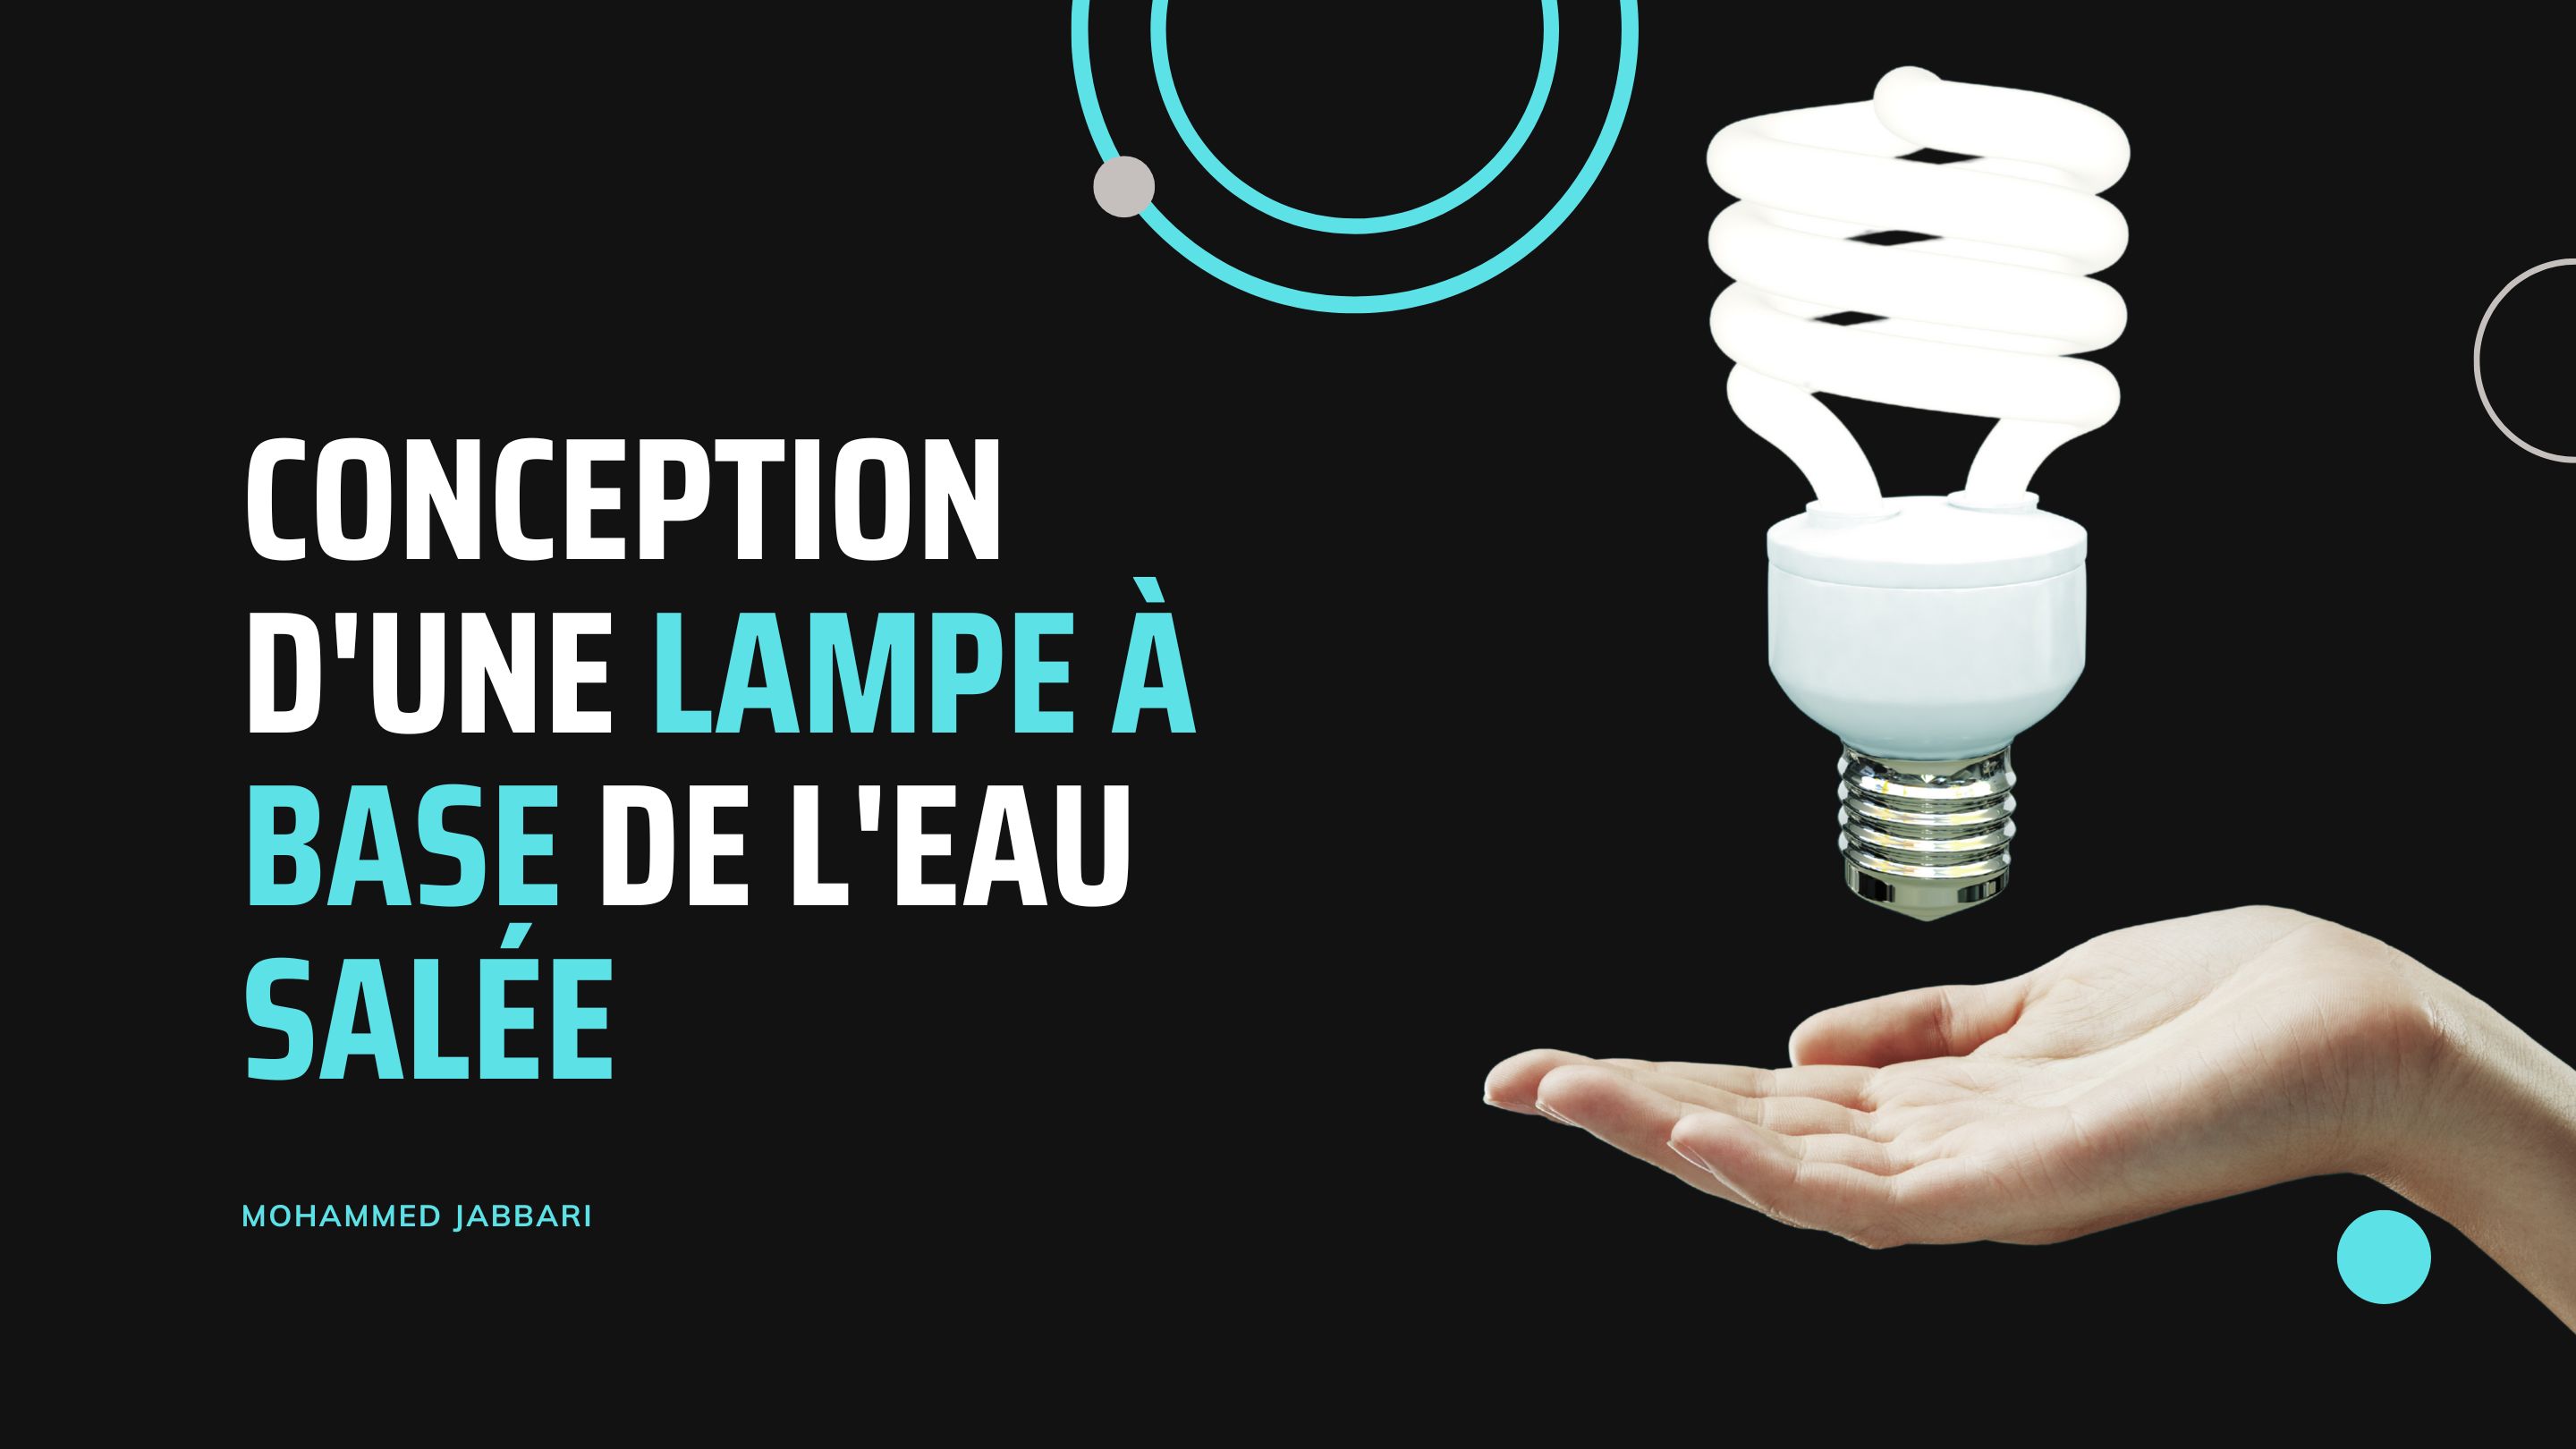 CONCEPTION
D'UNE LAMPE À
BASE DE L'EAU
SALÉE
MOHAMMED JABBARI